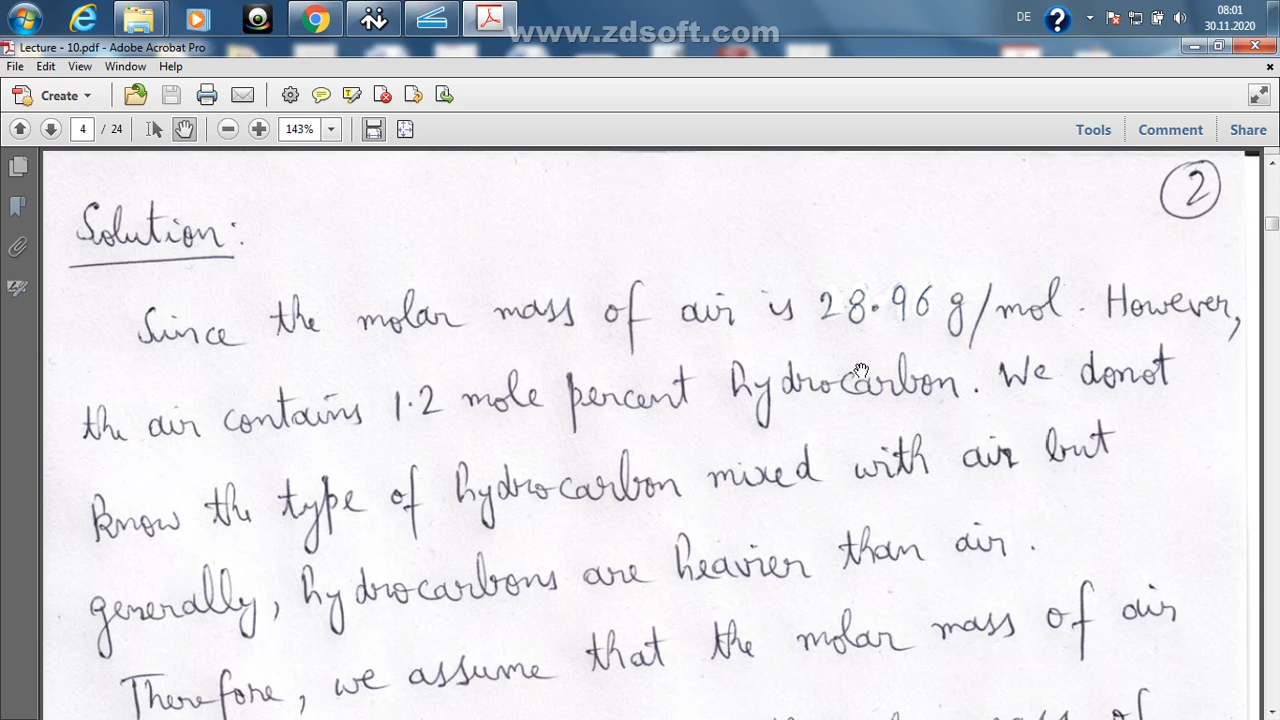 www.zdsoft.com
DE
?
08:01
30.11.2020
Lecture - 10.pdf - Adobe Acrobat Pro
File Edit View Window Help
Create
4 / 24
143%
Tools Comment Share
2
Solution:
Since the molar mass of air is 28.96 g/mol. However,
the air contains 1.2 mole percent hydrocarbon. We donot
know the type of hydrocarbon mixed with air but
generally, hydrocarbons are heavier than air.
Therefore, we assume that the molar mass of air
mass of